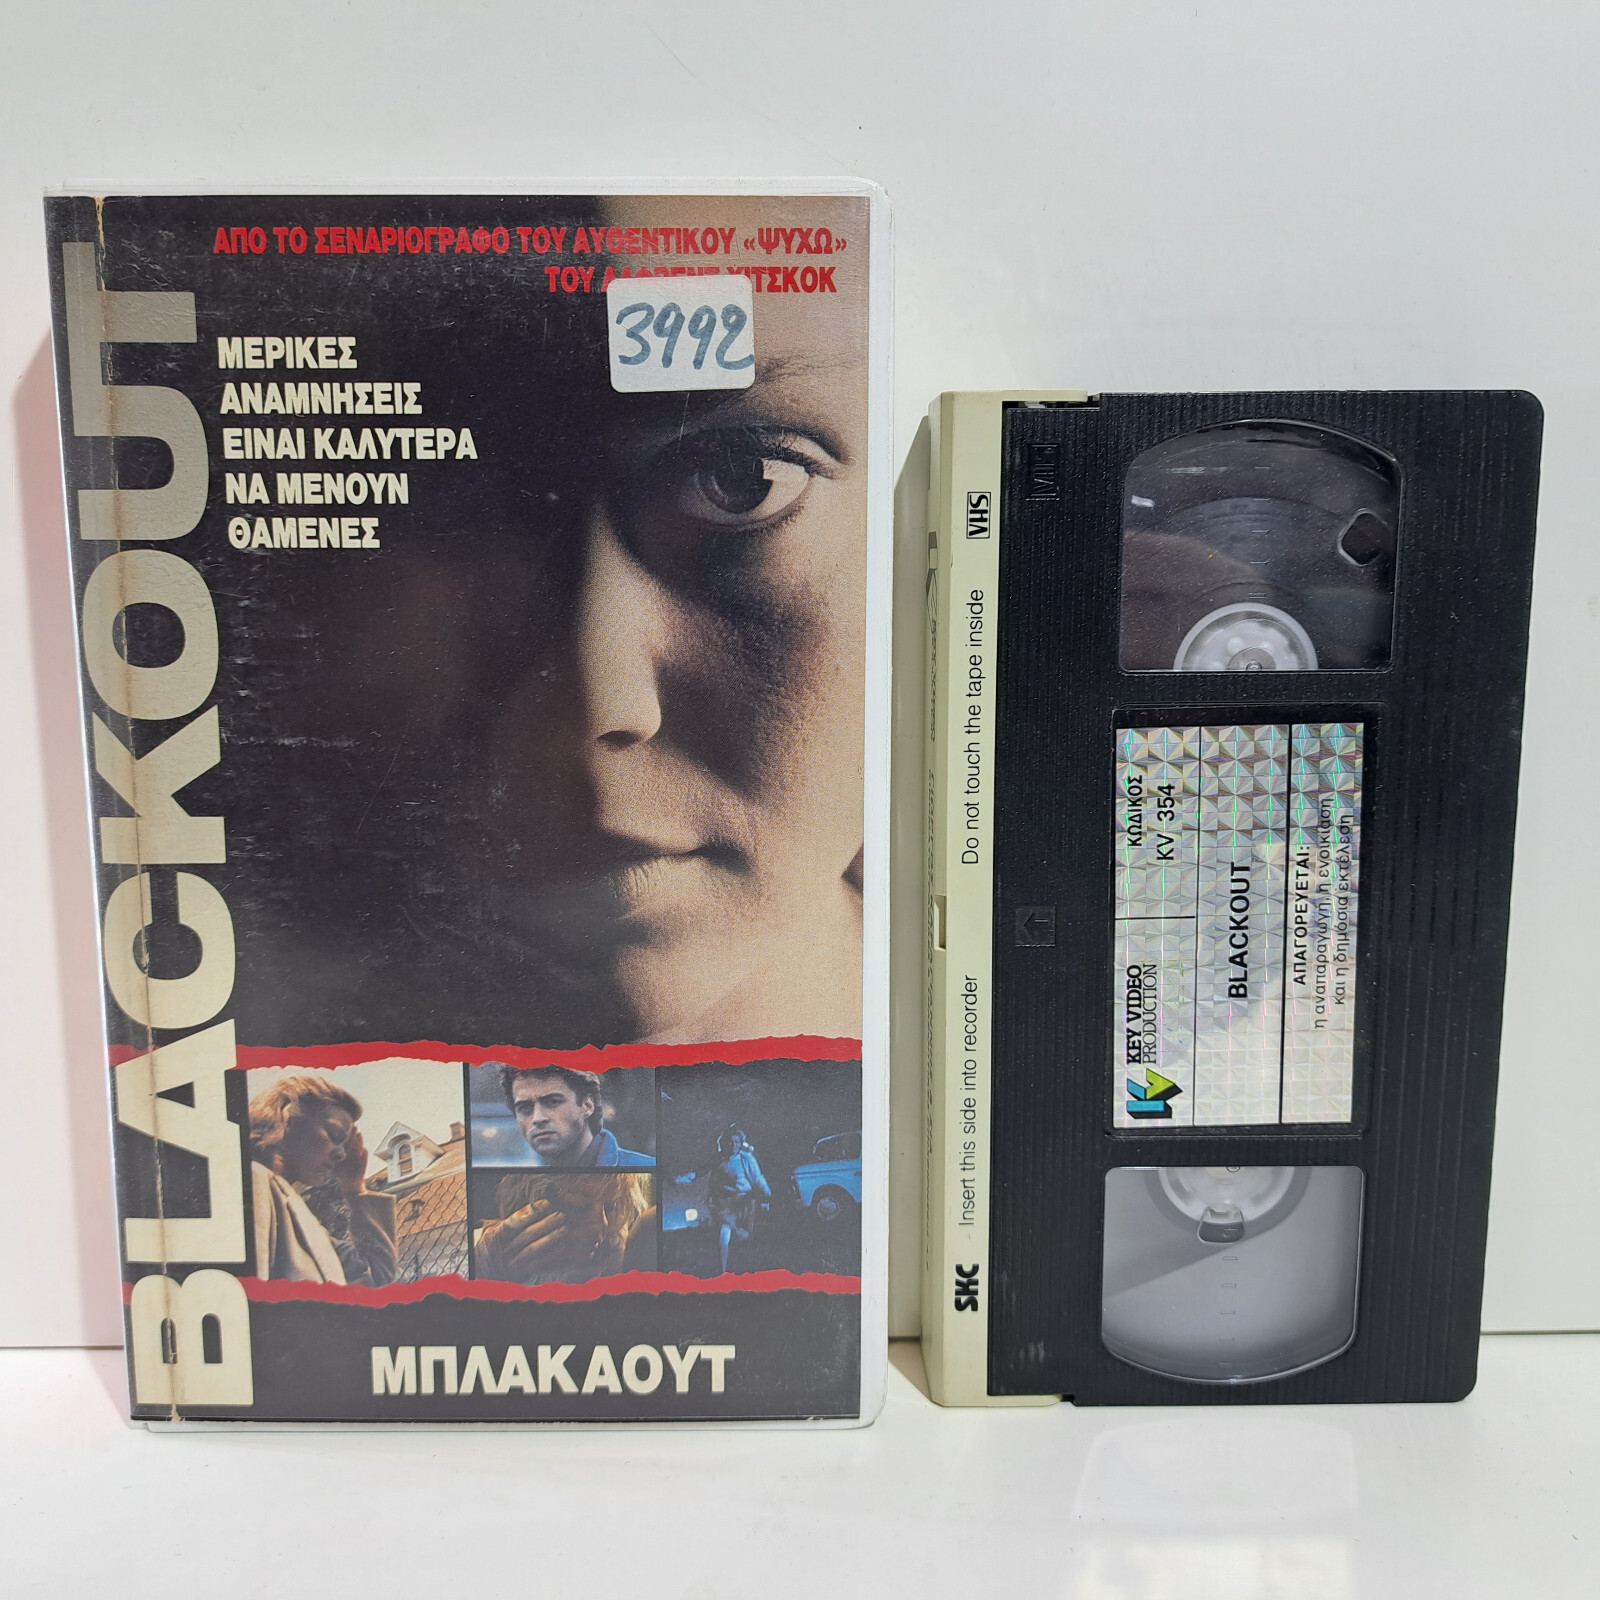 BLACKOUT
ΑΠΟ ΤΟ ΣΕΝΑΡΙΟΓΡΑΦΟ ΤΟΥ ΑΥΘΕΝΤΙΚΟΥ «ΨΥΧΩ»
ΤΟΥ ΧΙΤΣΚΟΚ
3992
ΜΕΡΙΚΕΣ
ΑΝΑΜΝΗΣΕΙΣ
ΕΙΝΑΙ ΚΑΛΥΤΕΡΑ
ΝΑ ΜΕΝΟΥΝ
ΘΑΜΕΝΕΣ
ΜΠΛΑΚΑΟΥΤ
SKC
Insert this side into recorder
Do not touch the tape inside
VHS
KEY VIDEO
PRODUCTION
ΚΩΔΙΚΟΣ
KV 354
BLACKOUT
ΑΠΑΓΟΡΕΥΕΤΑΙ:
η αναπαραγωγη, η ενοικιαση
και η δημόσια εκτέλεση